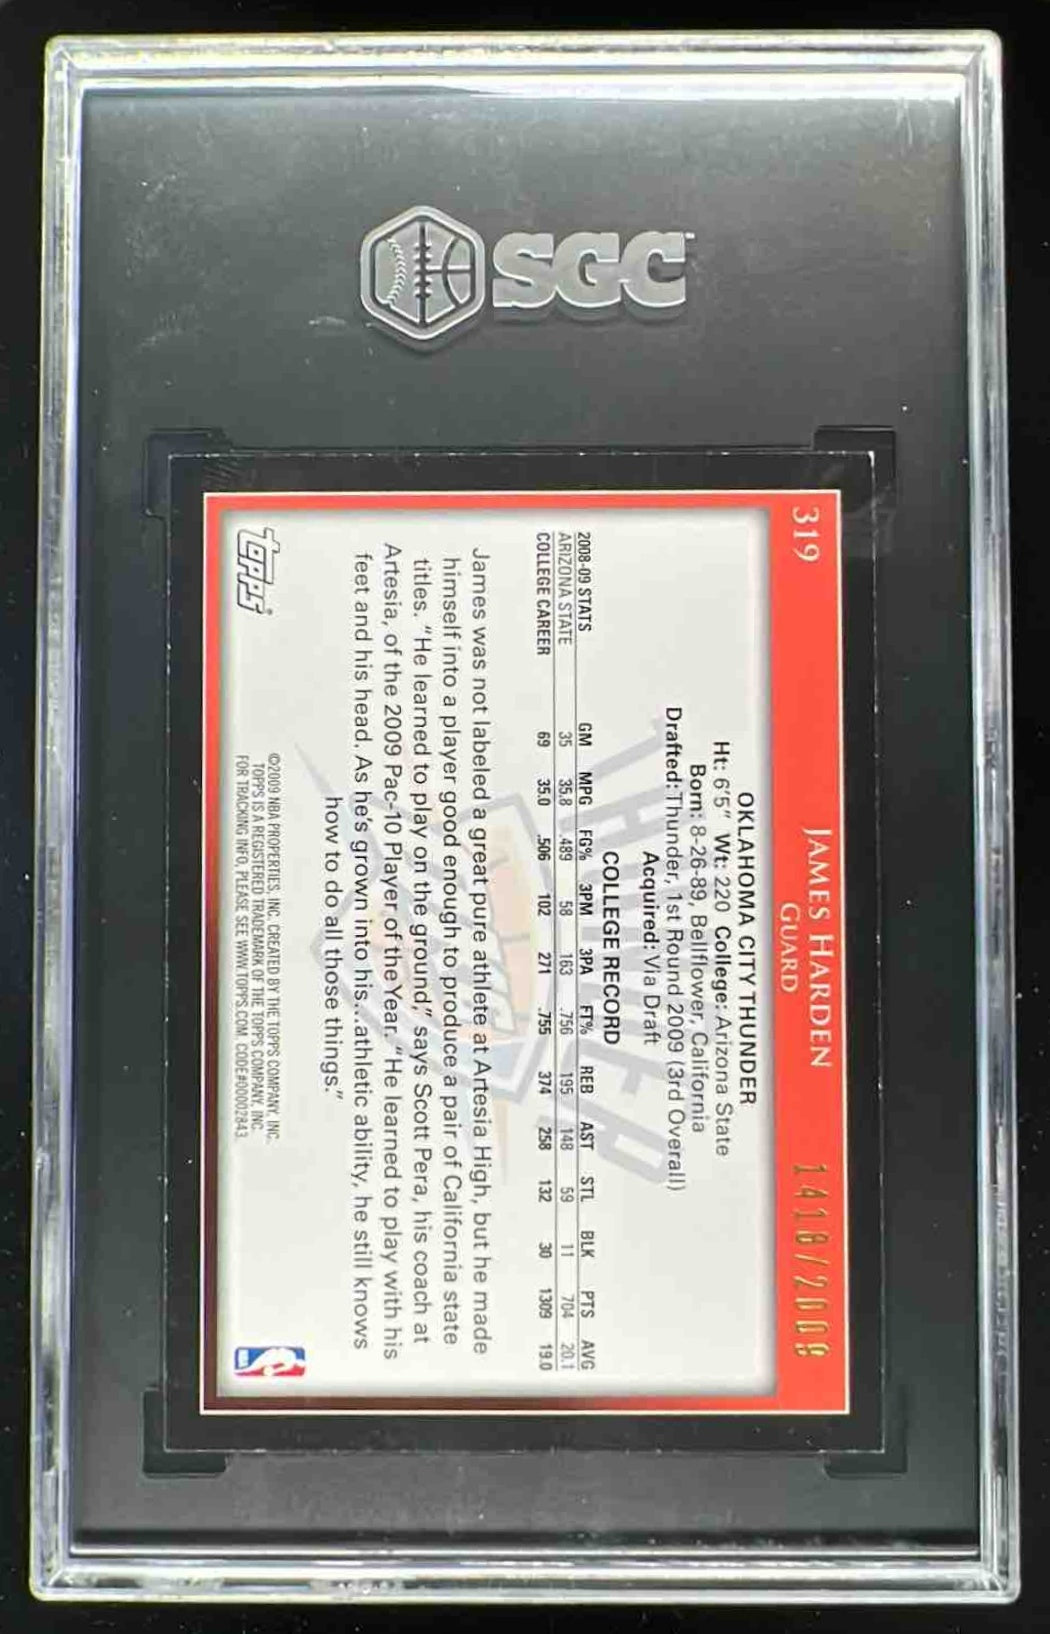 SGC
319
JAMES HARDEN
GUARD
1418/2009
OKLAHOMA CITY THUNDER
Ht: 6'5" Wt: 220 College: Arizona State
Born: 8-26-89, Bellflower, California
Drafted: Thunder, 1st Round 2009 (3rd Overall)
Acquired: Via Draft
COLLEGE RECORD
2008-09 STATS GM MPG FG% 3PM 3PA FT% REB AST STL BLK PTS AVG
ARIZONA STATE 35 35.8 .489 58 163 .756 195 148 59 11 704 20.1
COLLEGE CAREER 69 35.0 .506 102 271 .755 374 258 132 30 1309 19.0
James was not labeled a great pure athlete at Artesia High, but he made
himself into a player good enough to produce a pair of California state
titles. "He learned to play on the ground," says Scott Pera, his coach at
Artesia, of the 2009 Pac-10 Player of the Year. "He learned to play with his
feet and his head. As he's grown into his...athletic ability, he still knows
how to do all those things."
THUNDER
topps®
©2009 NBA PROPERTIES, INC. CREATED BY THE TOPPS COMPANY, INC.
TOPPS IS A REGISTERED TRADEMARK OF THE TOPPS COMPANY, INC.
FOR TRACKING INFO, PLEASE SEE WWW.TOPPS.COM. CODE#00002843